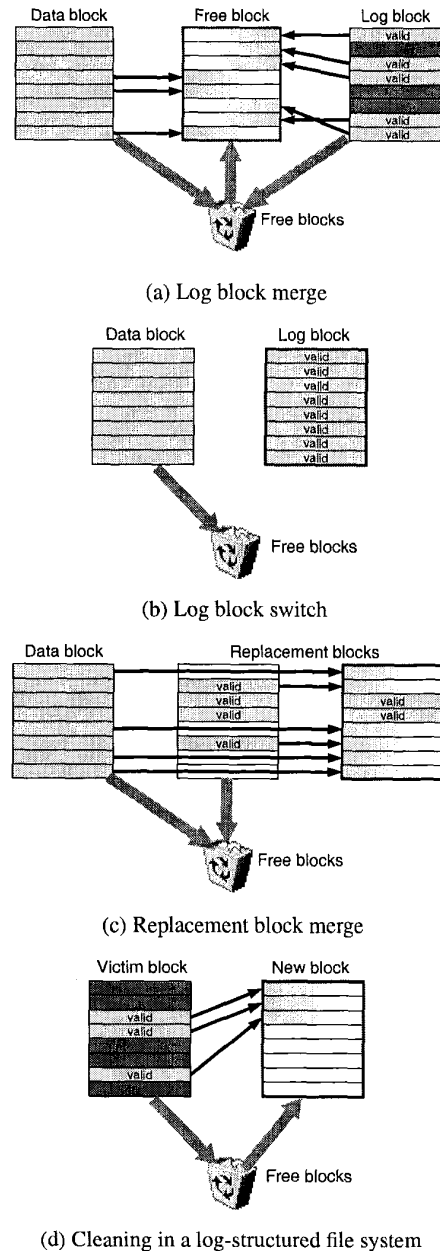 Data block Free block Log block
valid
valid
valid
valid
valid
Free blocks
(a) Log block merge
Data block Log block
valid
valid
valid
valid
valid
valid
valid
valid
Free blocks
(b) Log block switch
Data block Replacement blocks
valid
valid valid
valid valid
valid
Free blocks
(c) Replacement block merge
Victim block New block
valid
valid
valid
Free blocks
(d) Cleaning in a log-structured file system